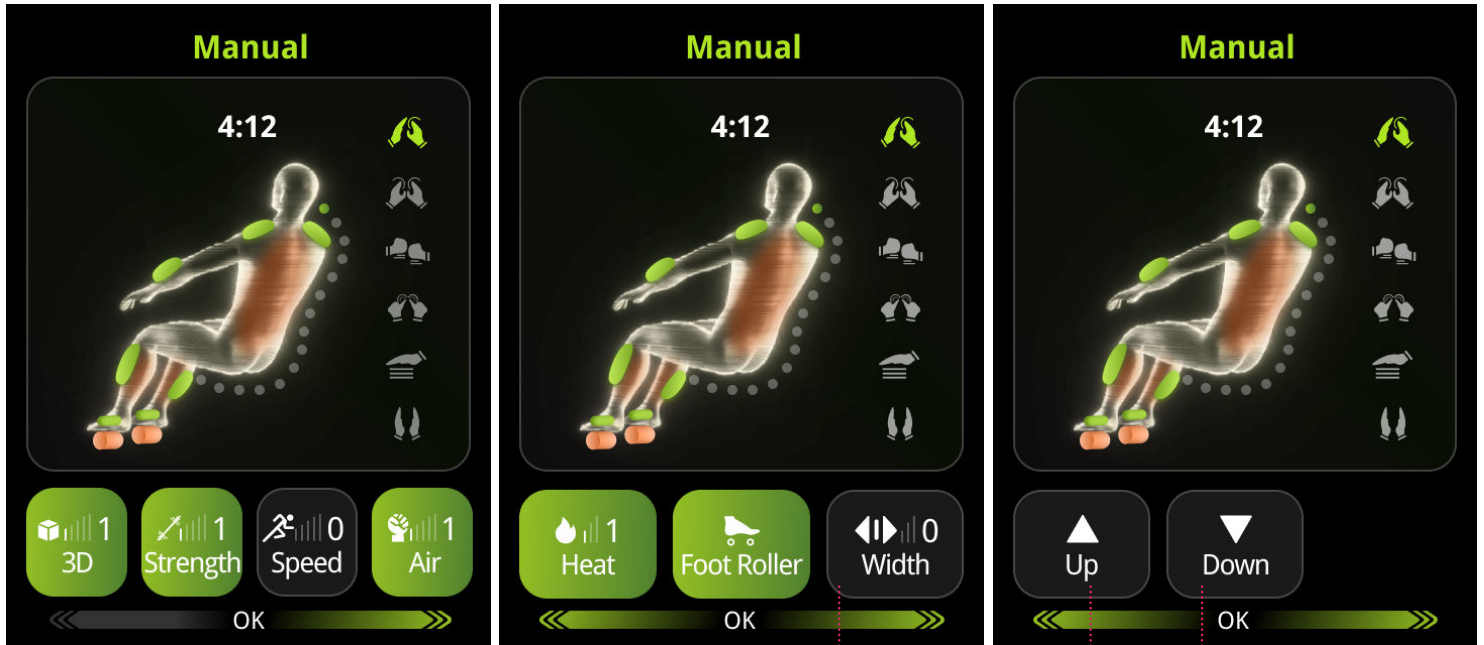 Manual
4:12
1
3D
1
Strength
0
Speed
1
Air
OK
Manual
4:12
1
Heat
Foot Roller
0
Width
OK
Manual
4:12
Up
Down
OK